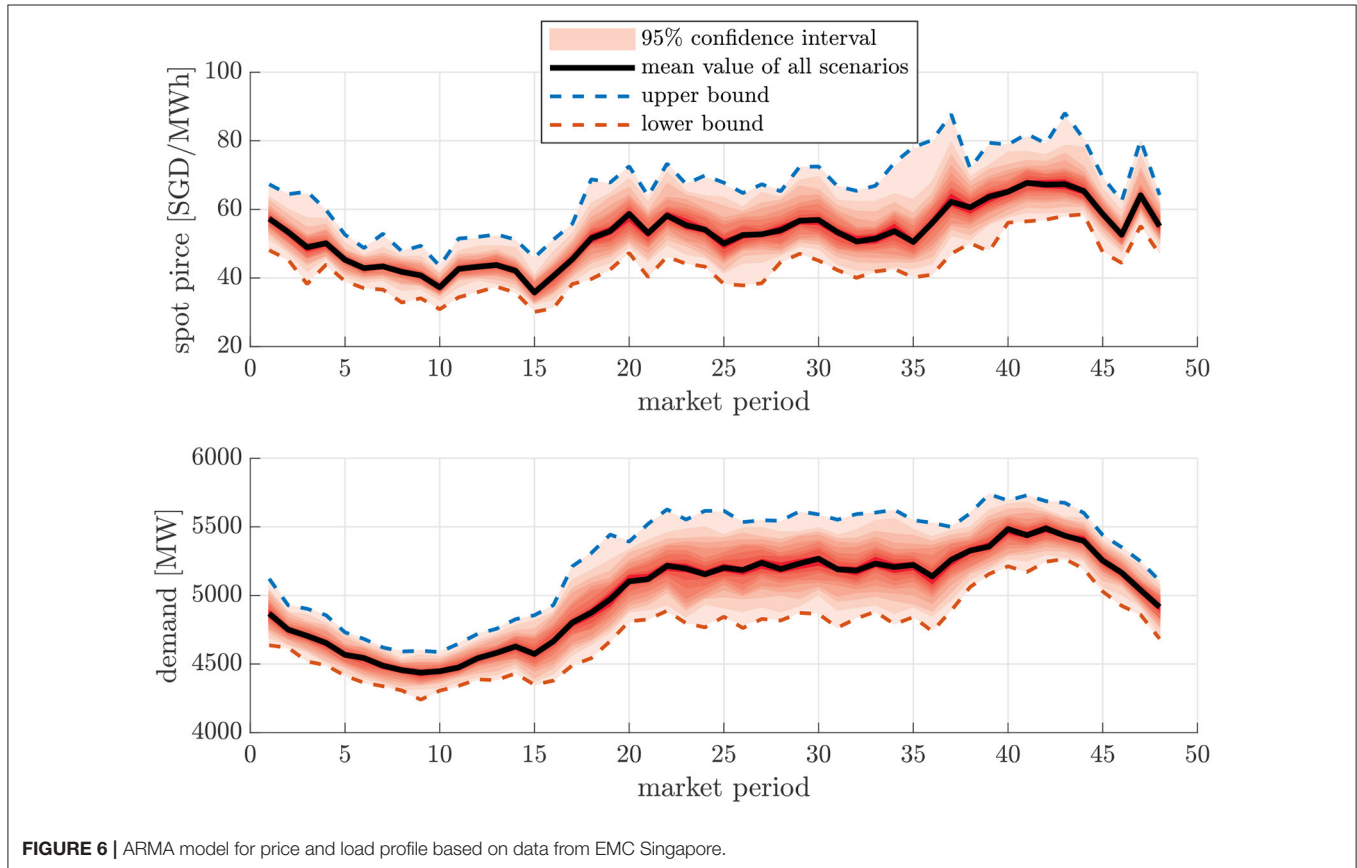 95% confidence interval
mean value of all scenarios
upper bound
lower bound
spot pirce [SGD/MWh]
100
80
60
40
20
0 5 10 15 20 25 30 35 40 45 50
market period
demand [MW]
6000
5500
5000
4500
4000
0 5 10 15 20 25 30 35 40 45 50
market period
FIGURE 6 | ARMA model for price and load profile based on data from EMC Singapore.